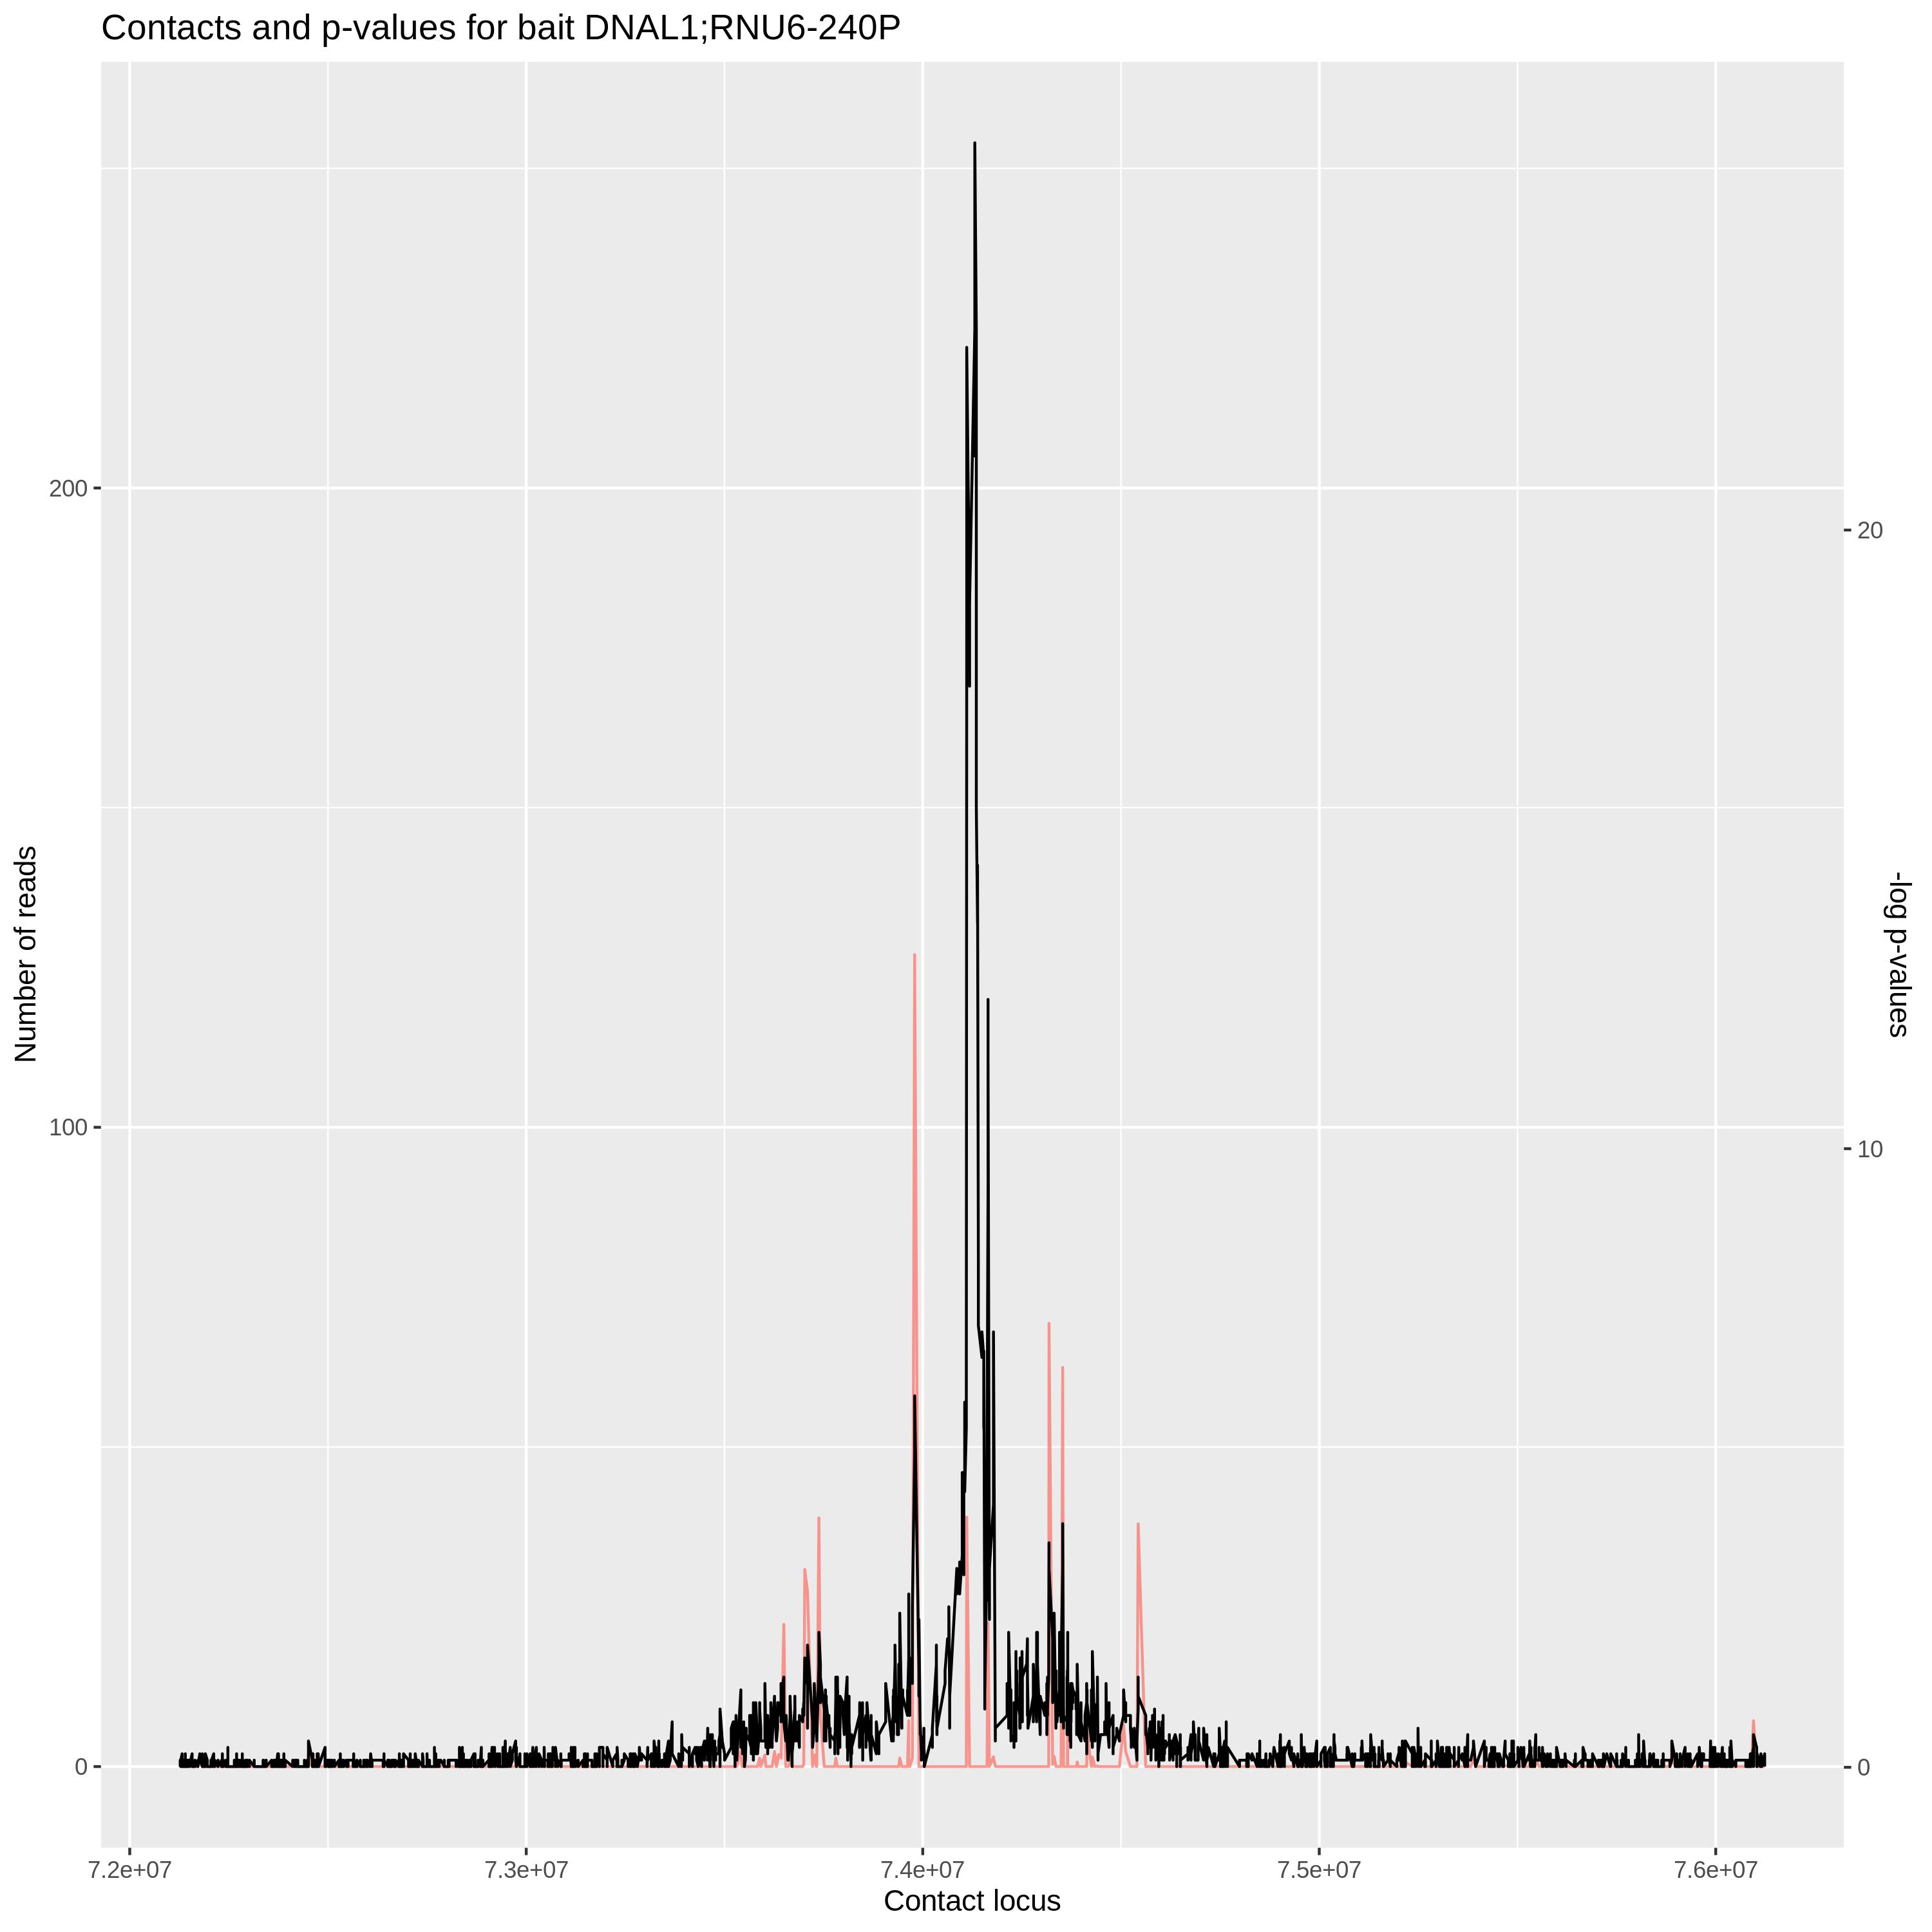 Contacts and p-values for bait DNAL1;RNU6-240P
Number of reads
200
100
0
20
10
0
-log p-values
7.2e+07 7.3e+07 7.4e+07 7.5e+07 7.6e+07
Contact locus